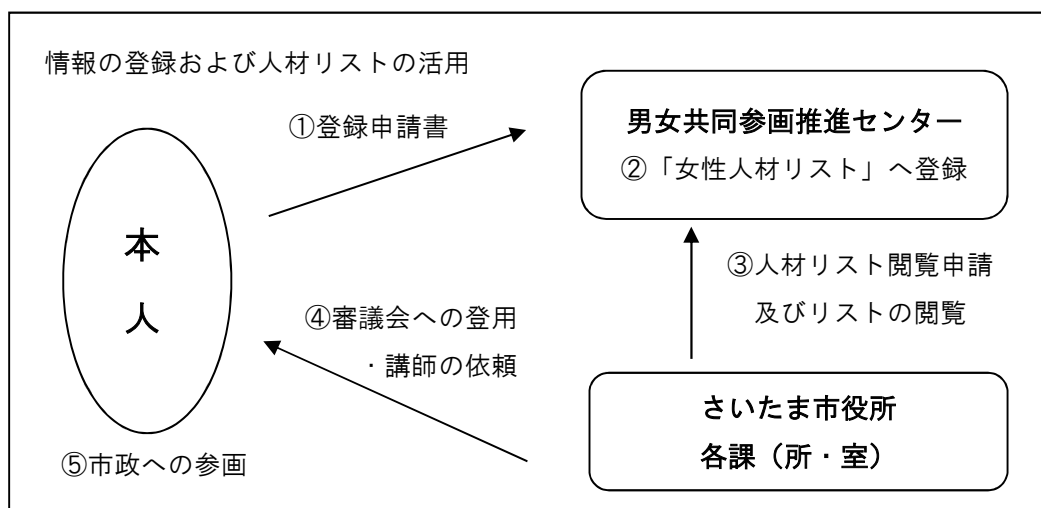 情報の登録および人材リストの活用
①登録申請書
男女共同参画推進センター
②「女性人材リスト」へ登録
本
人
③人材リスト閲覧申請
及びリストの閲覧
④審議会への登用
・講師の依頼
さいたま市役所
各課（所・室）
⑤市政への参画